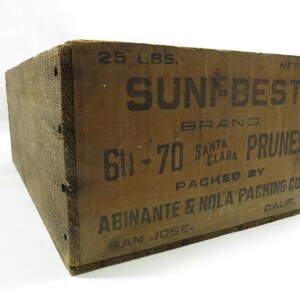 25 LBS. NET
SUN-BEST
BRAND
60-70 SANTA CLARA PRUNES
PACKED BY
ABINANTE & NOLA PACKING CO
SAN JOSE. CALIF.